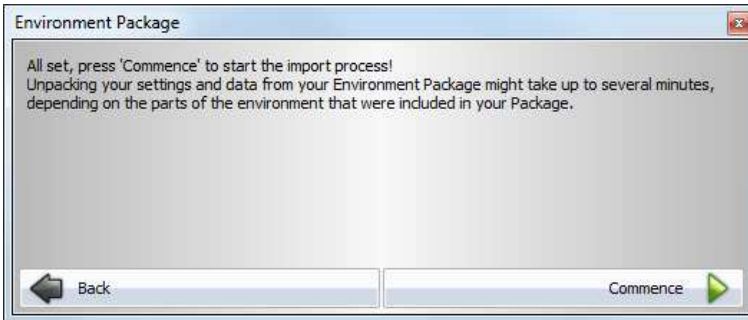 Environment Package
All set, press 'Commence' to start the import process!
Unpacking your settings and data from your Environment Package might take up to several minutes,
depending on the parts of the environment that were included in your Package.
Back
Commence